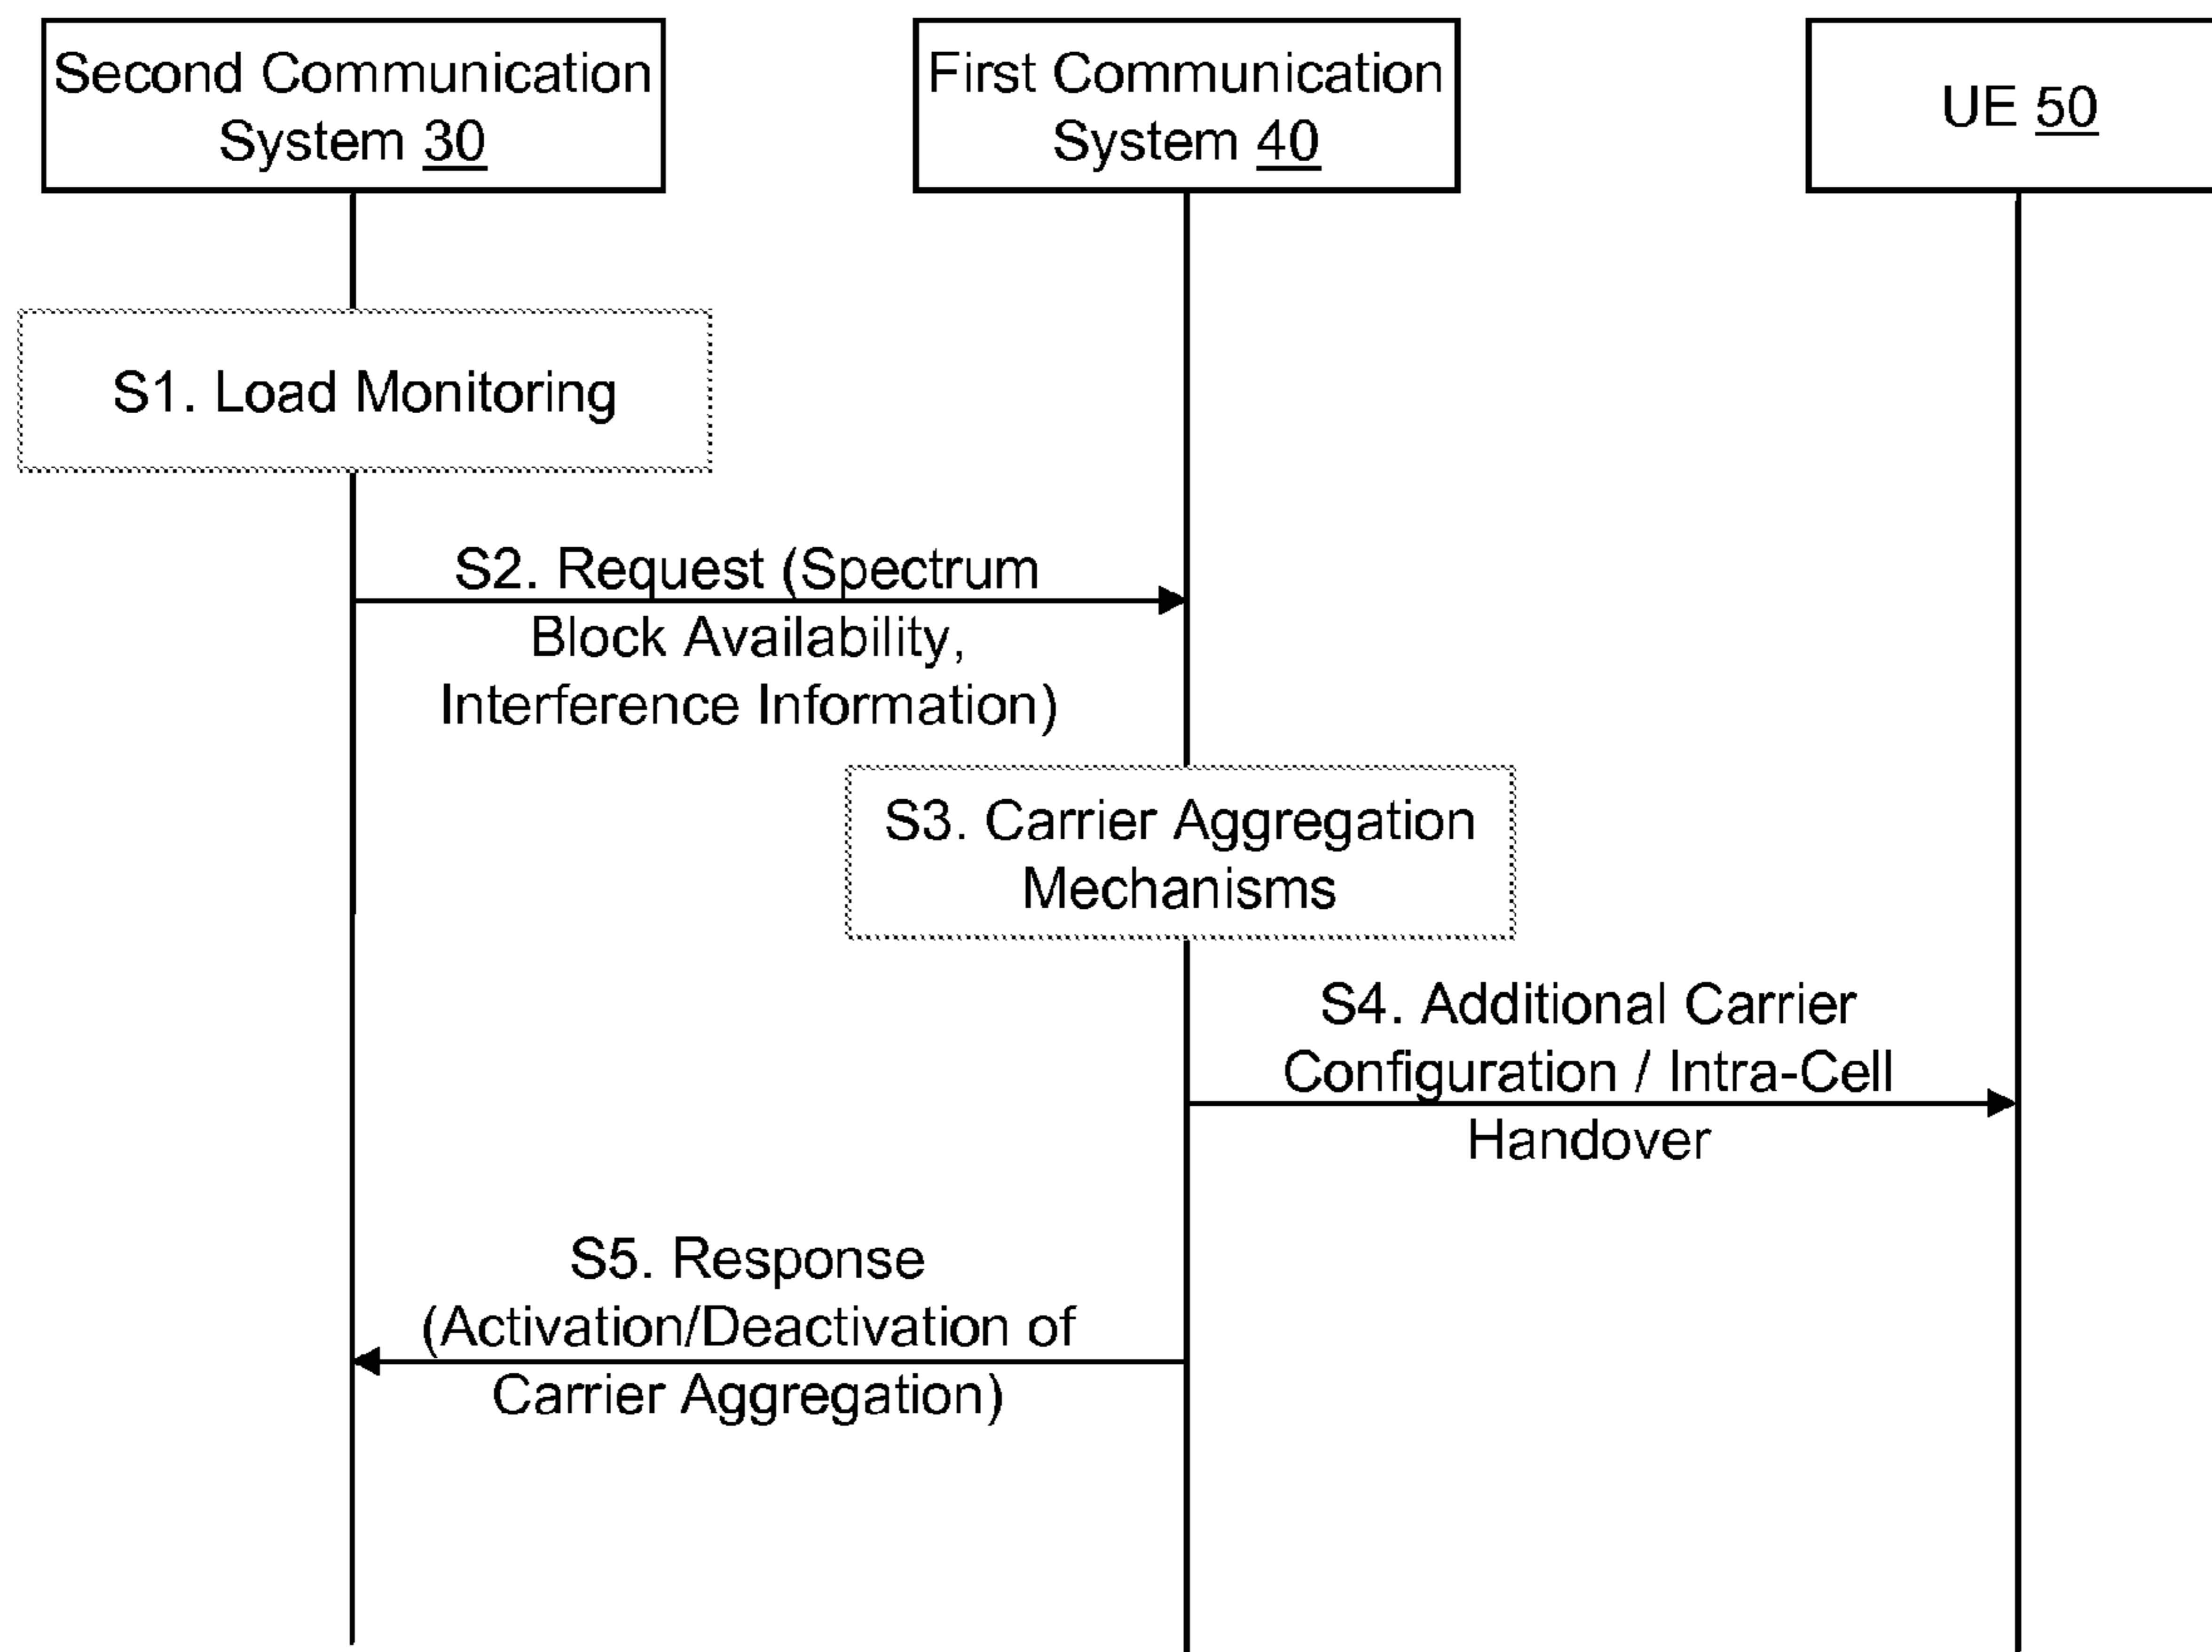 Second Communication
System 30
First Communication
System 40
UE 50
S1. Load Monitoring
S2. Request (Spectrum
Block Availability,
Interference Information)
S3. Carrier Aggregation
Mechanisms
S4. Additional Carrier
Configuration / Intra-Cell
Handover
S5. Response
(Activation/Deactivation of
Carrier Aggregation)